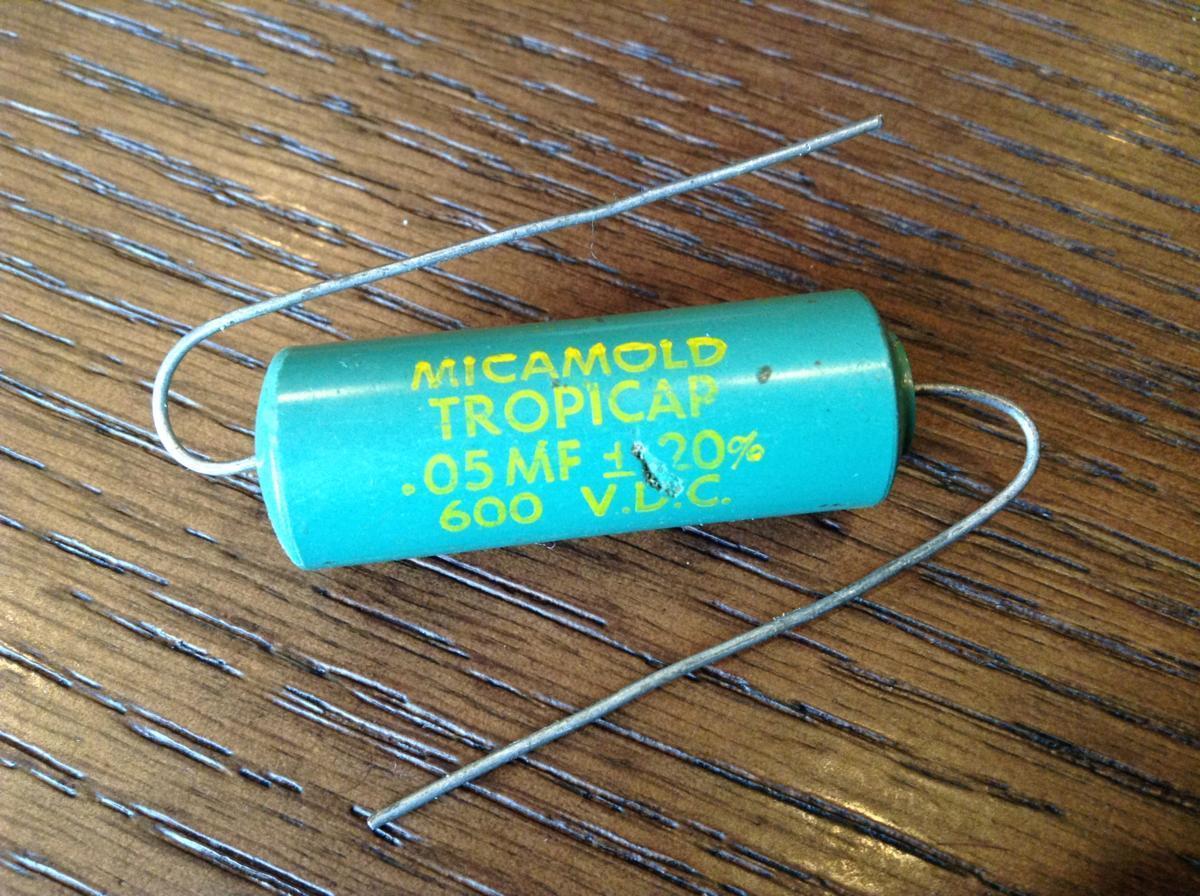 MICAMOLD
TROPICAP
.05 MF ± 20%
600 V.D.C.